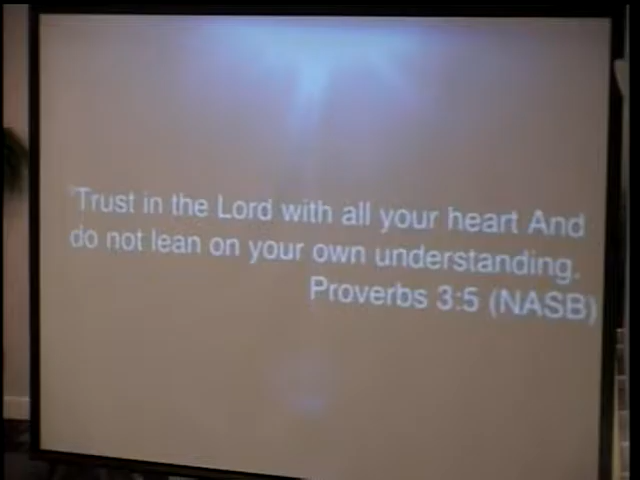 "Trust in the Lord with all your heart And
do not lean on your own understanding.
Proverbs 3:5 (NASB)